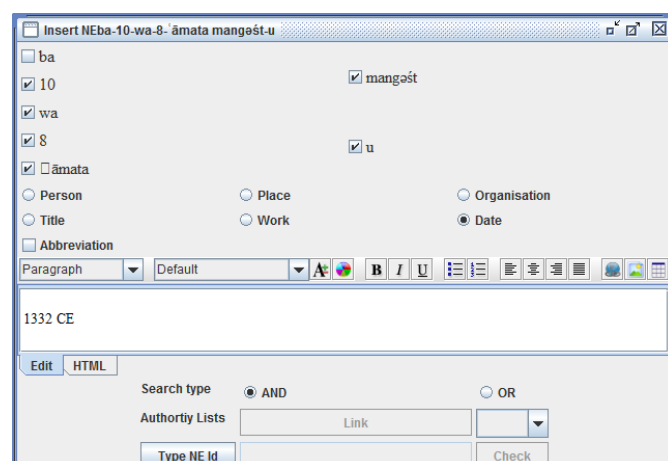 Insert NEba-10-wa-8-ʿāmata mangəśt-u
ba
10 mangəśt
wa
8 u
āmata
Person Place Organisation
Title Work Date
Abbreviation
Paragraph Default B I U
1332 CE
Edit HTML
Search type AND OR
Authortiy Lists Link
Type NE Id Check